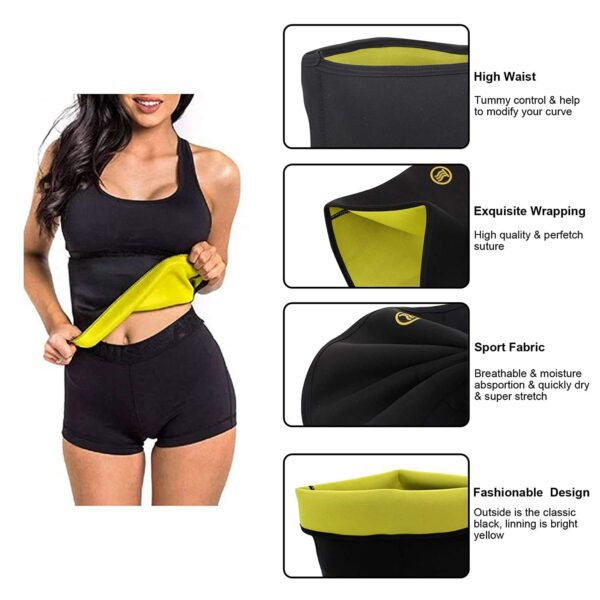 High Waist
Tummy control & help
to modify your curve
Exquisite Wrapping
High quality & perfetch
suture
Sport Fabric
Breathable & moisture
absportion & quickly dry
& super stretch
Fashionable Design
Outside is the classic
black, linning is bright
yellow